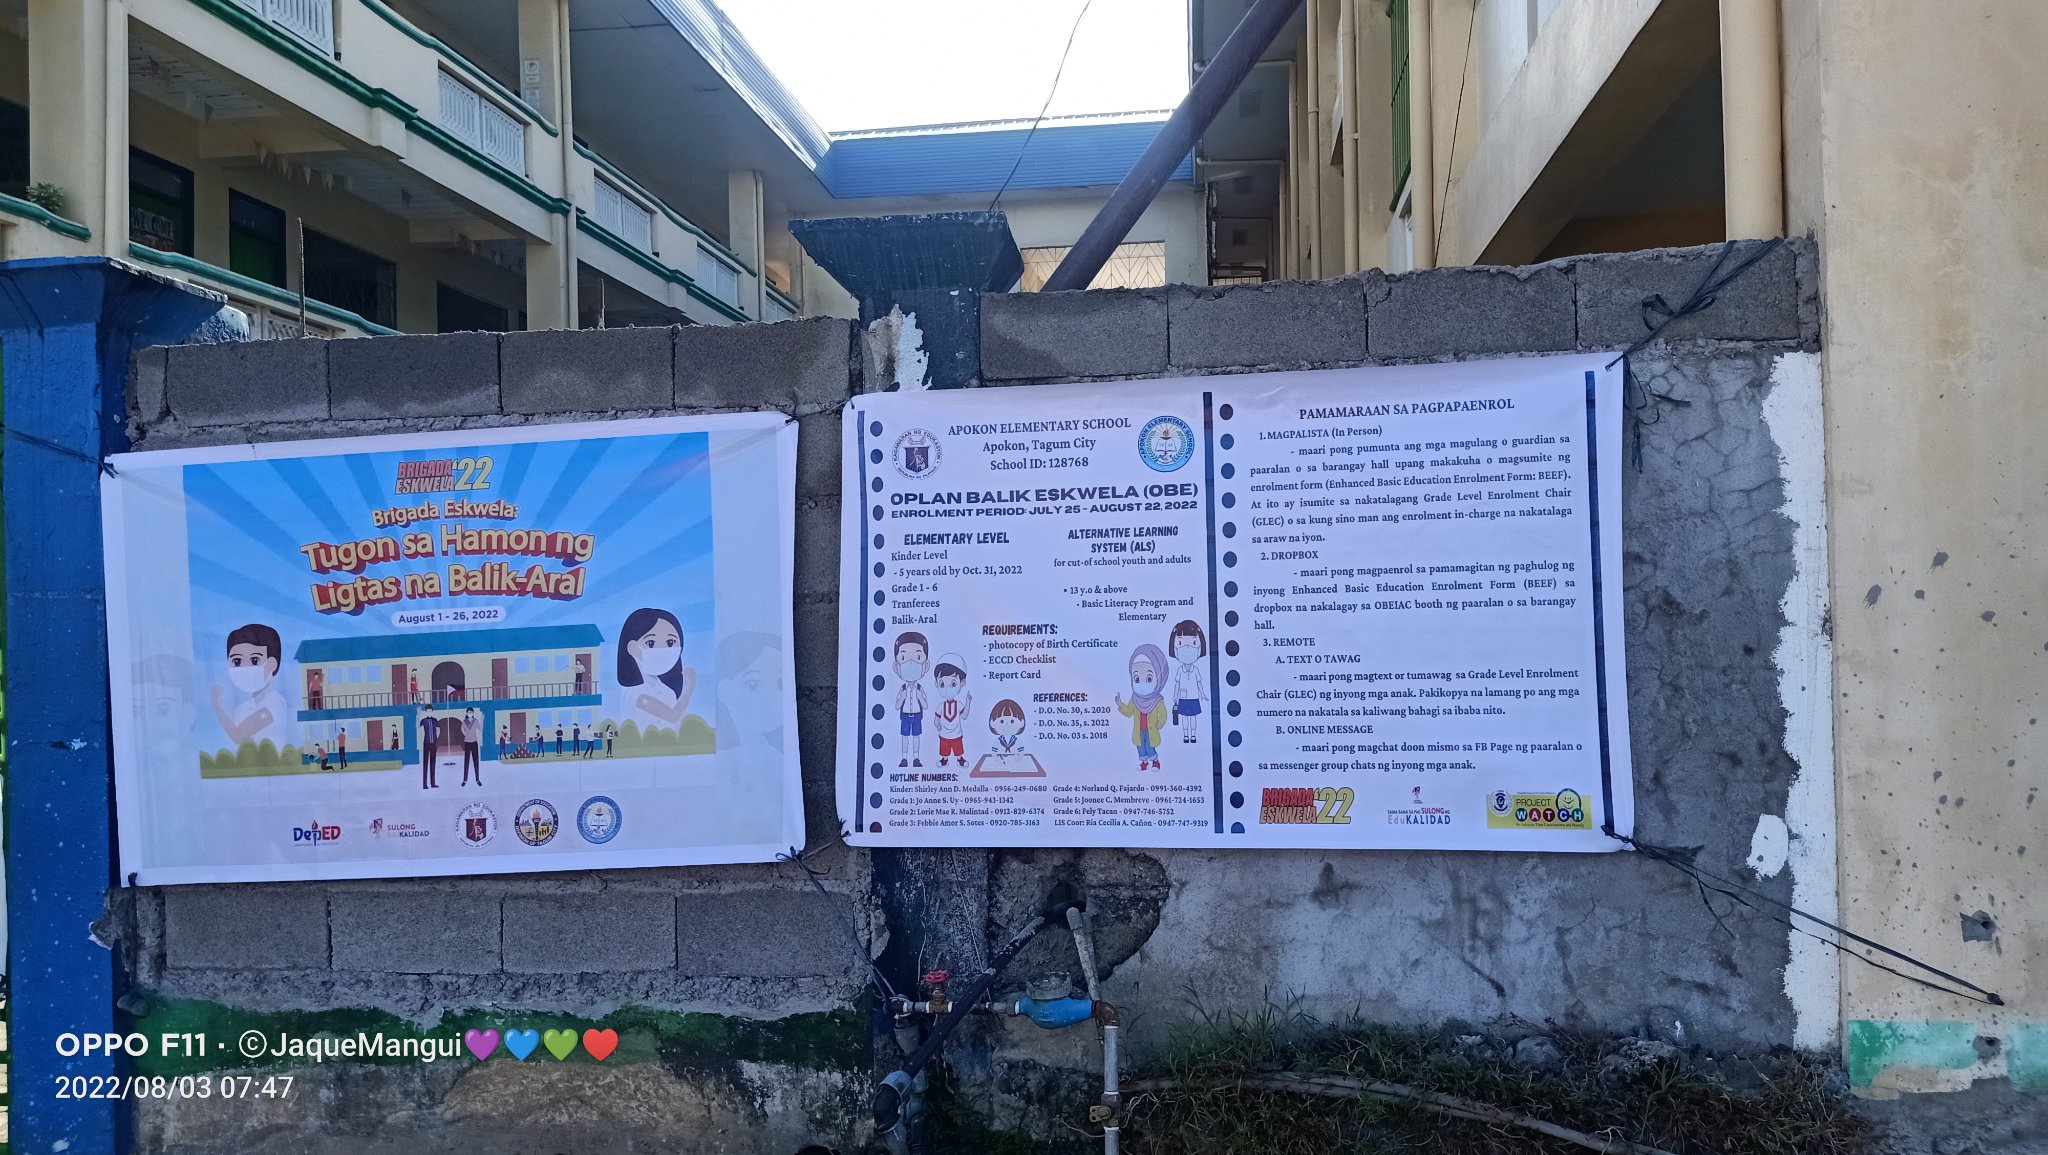 BRIGADA
ESKWELA'22
Brigada Eskwela:
Tugon sa Hamon ng
Ligtas na Balik-Aral
August 1 - 26, 2022
DepED
SULONG
EduKALIDAD
APOKON ELEMENTARY SCHOOL
Apokon, Tagum City
School ID: 128768
OPLAN BALIK ESKWELA (OBE)
ENROLMENT PERIOD: JULY 25 - AUGUST 22, 2022
ELEMENTARY LEVEL
Kinder Level
- 5 years old by Oct. 31, 2022
Grade 1 - 6
Tranferees
Balik-Aral
ALTERNATIVE LEARNING
SYSTEM (ALS)
for cut-of school youth and adults
• 13 y.o & above
- Basic Literacy Program and
Elementary
REQUIREMENTS:
- photocopy of Birth Certificate
- ECCD Checklist
- Report Card
REFERENCES:
- D.O. No. 30, s. 2020
- D.O. No. 35, s. 2022
- D.O. No. 03 s. 2018
HOTLINE NUMBERS:
Kinder: Shirley Ann D. Medalla - 0956-249-0680
Grade 1: Jo Anne S. Uy - 0965-943-1342
Grade 2: Lorie Mae R. Malintad - 0912-829-6374
Grade 3: Febbie Amor S. Sotes - 0920-785-3163
Grade 4: Norland Q. Fajardo - 0991-360-4392
Grade 5: Joonee C. Membreve - 0961-724-1653
Grade 6: Fely Tacan - 0947-746-5752
LIS Coor: Ria Cecilia A. Cañon - 0947-747-9319
PAMAMARAAN SA PAGPAPAENROL
1. MAGPALISTA (In Person)
- maari pong pumunta ang mga magulang o guardian sa
paaralan o sa barangay hall upang makakuha o magsumite ng
enrolment form (Enhanced Basic Education Enrolment Form: BEEF).
At ito ay isumite sa nakatalagang Grade Level Enrolment Chair
(GLEC) o sa kung sino man ang enrolment in-charge na nakatalaga
sa araw na iyon.
2. DROPBOX
- maari pong magpaenrol sa pamamagitan ng paghulog ng
inyong Enhanced Basic Education Enrolment Form (BEEF) sa
dropbox na nakalagay sa OBEIAC booth ng paaralan o sa barangay
hall.
3. REMOTE
A. TEXT O TAWAG
- maari pong magtext or tumawag sa Grade Level Enrolment
Chair (GLEC) ng inyong mga anak. Pakikopya na lamang po ang mga
numero na nakatala sa kaliwang bahagi sa ibaba nito.
B. ONLINE MESSAGE
- maari pong magchat doon mismo sa FB Page ng paaralan o
sa messenger group chats ng inyong mga anak.
BRIGADA
ESKWELA'22
SULONG
EduKALIDAD
PROJECT
WATCH
OPPO F11 · ©JaqueMangui💜💙💚❤️
2022/08/03 07:47